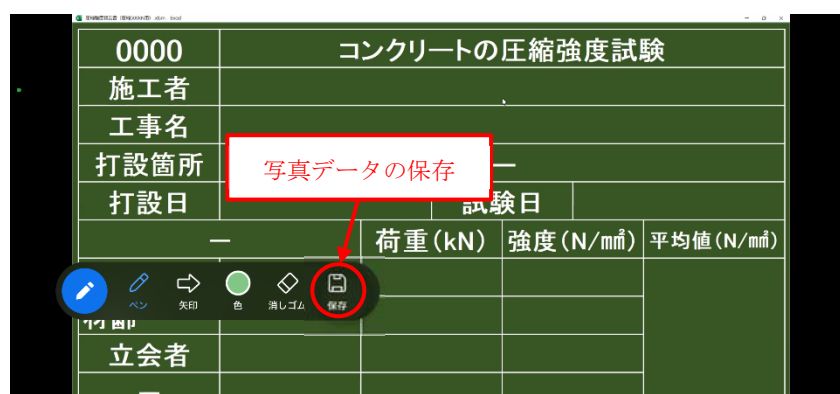 0000 コンクリートの圧縮強度試験
施工者
工事名
打設箇所 ー
写真データの保存
打設日 試験日
ー 荷重(kN) 強度(N/㎟) 平均値(N/㎟)
ペン 矢印 色 消しゴム 保存
材齢
立会者